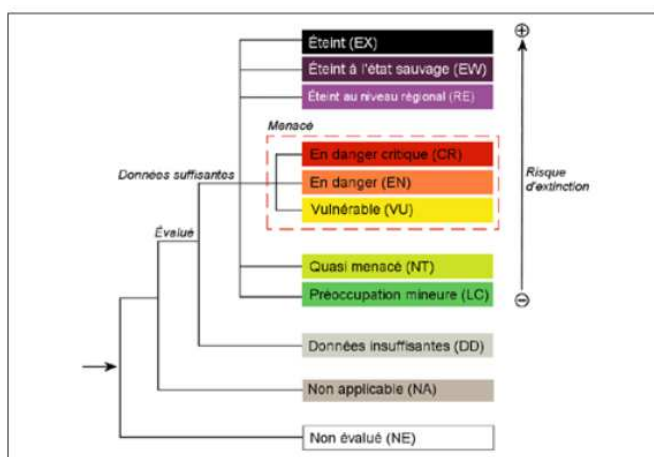 Éteint (EX)
Éteint à l'état sauvage (EW)
Éteint au niveau régional (RE)
Menacé
En danger critique (CR)
Données suffisantes
En danger (EN)
Risque
d'extinction
Vulnérable (VU)
Évalué
Quasi menacé (NT)
Préoccupation mineure (LC)
Données insuffisantes (DD)
Non applicable (NA)
Non évalué (NE)